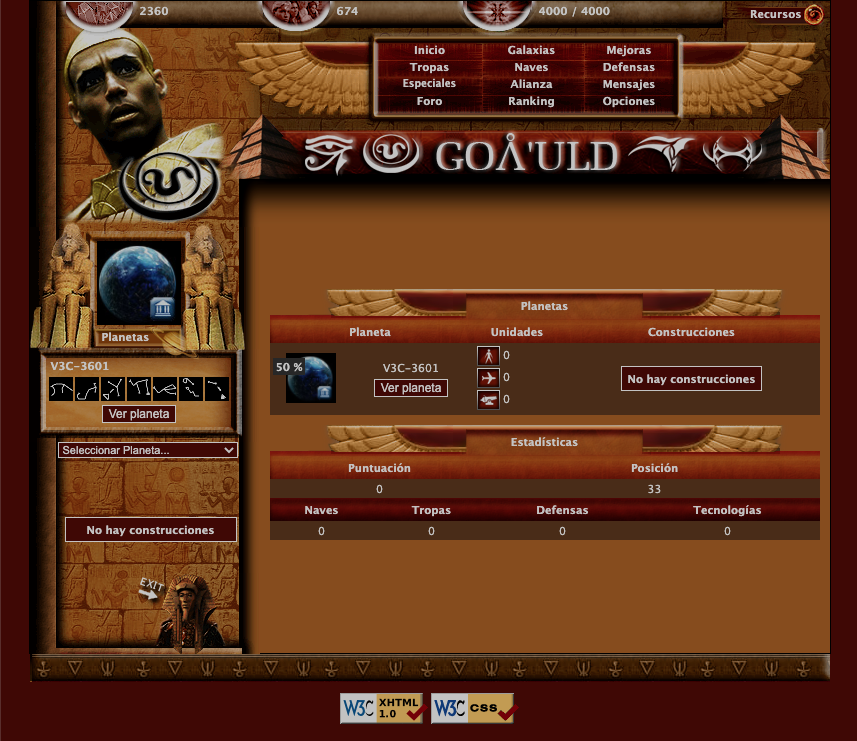 2360
674
4000 / 4000
Recursos
Inicio
Galaxias
Mejoras
Tropas
Naves
Defensas
Especiales
Alianza
Mensajes
Foro
Ranking
Opciones
GOÅ'ULD
Planetas
V3C-3601
Ver planeta
Seleccionar Planeta...
No hay construcciones
EXIT
Planetas
Planeta
Unidades
Construcciones
50 %
V3C-3601
Ver planeta
0
0
0
No hay construcciones
Estadísticas
Puntuación
Posición
0
33
Naves
Tropas
Defensas
Tecnologías
0
0
0
0
W3C XHTML 1.0
W3C CSS